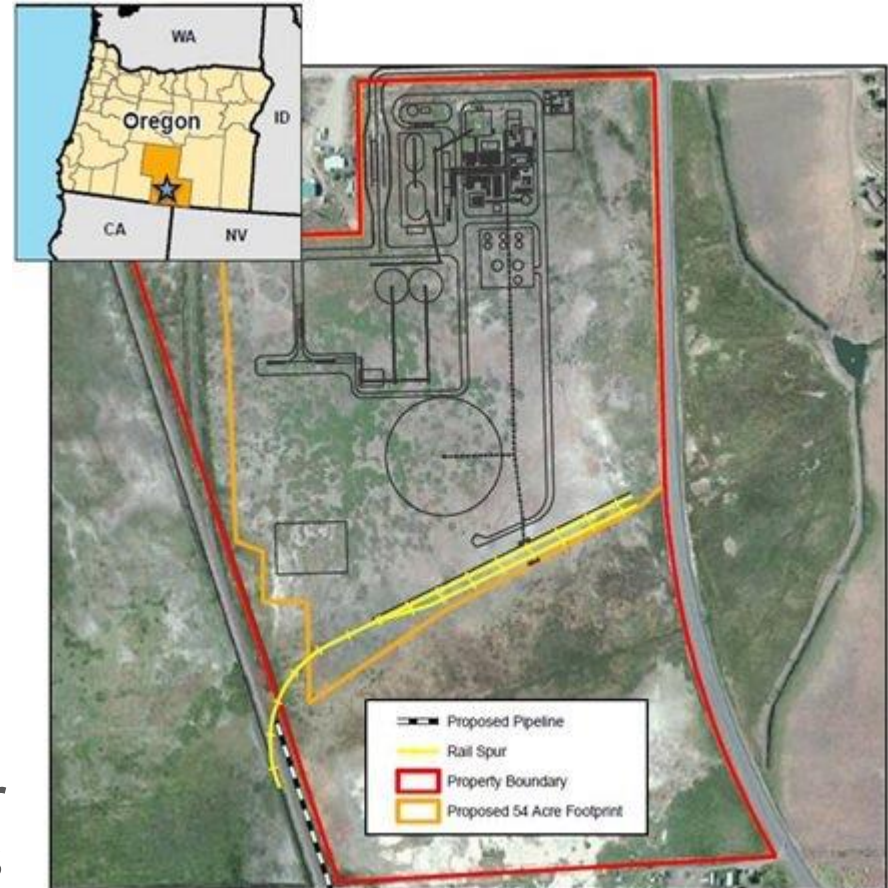 WA
Oregon
ID
CA
NV
Proposed Pipeline
Rail Spur
Property Boundary
Proposed 54 Acre Footprint